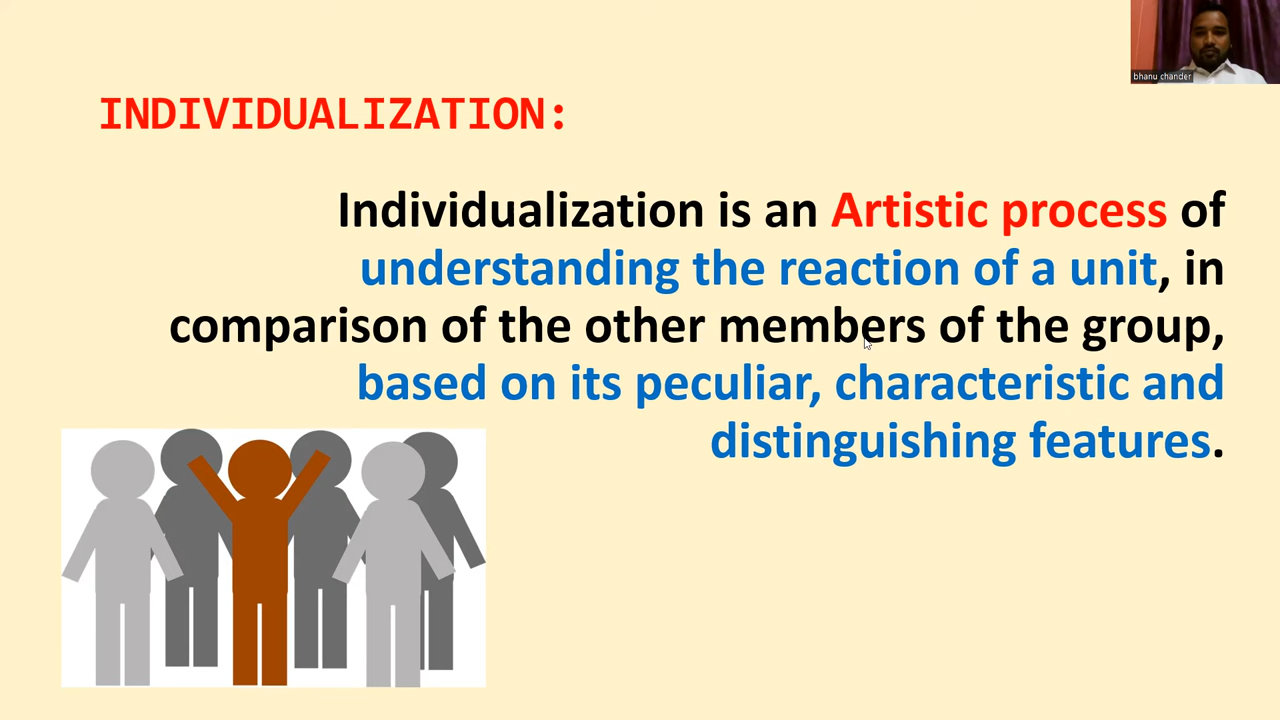 bhanu chander
INDIVIDUALIZATION:
Individualization is an Artistic process of
understanding the reaction of a unit, in
comparison of the other members of the group,
based on its peculiar, characteristic and
distinguishing features.